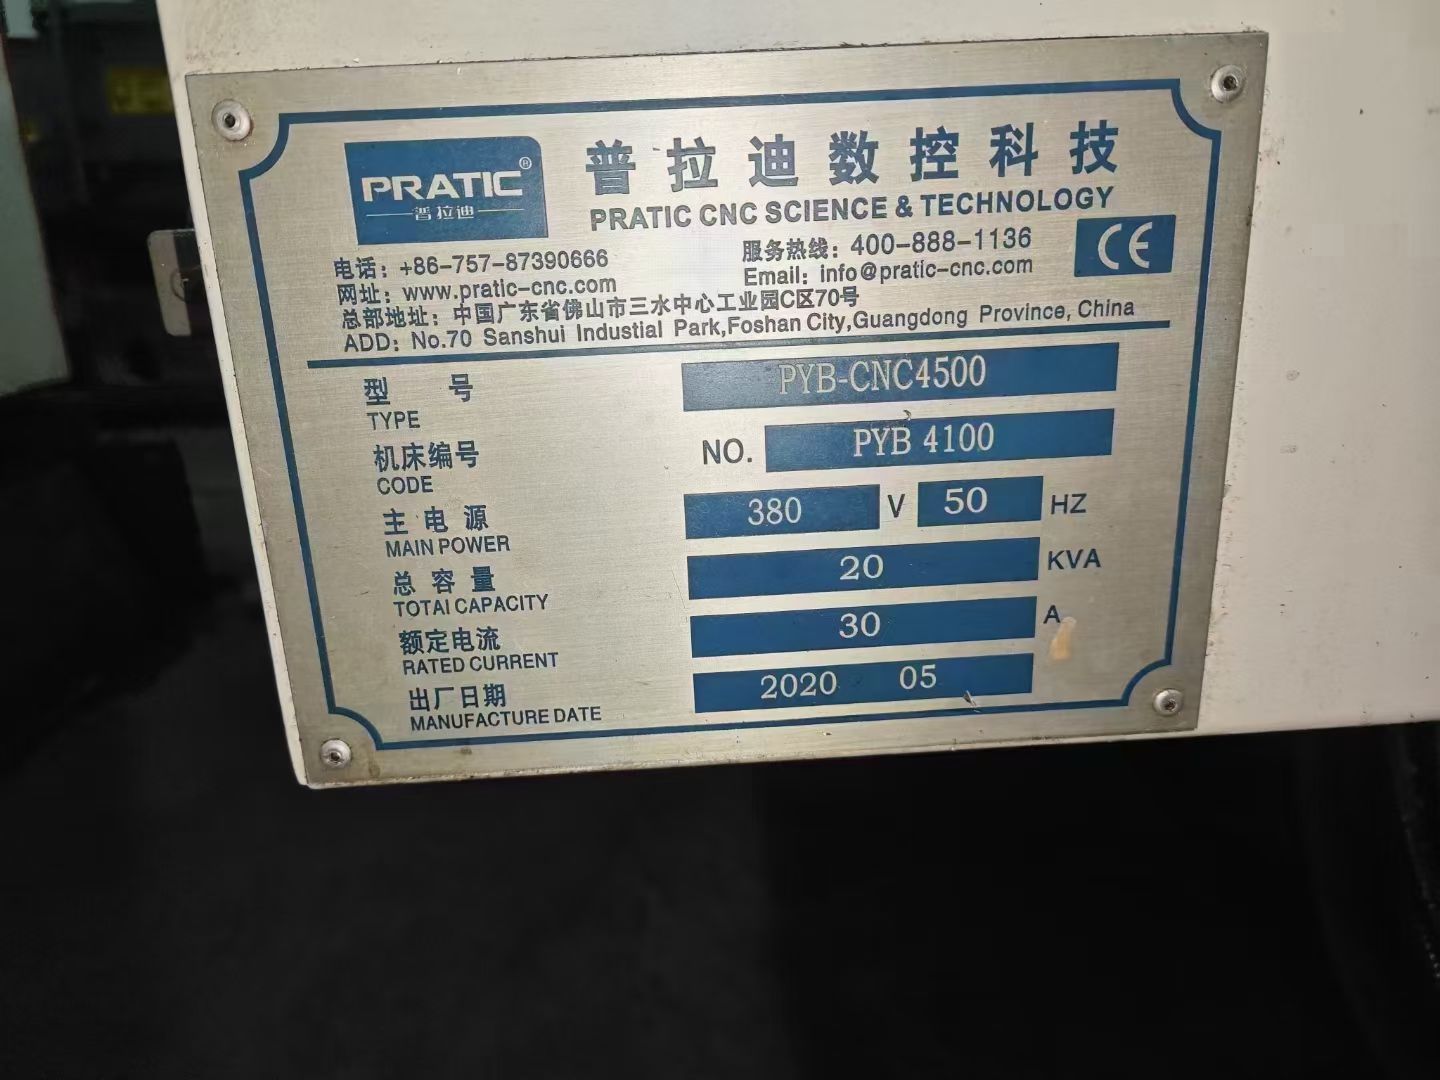 PRATIC®
普拉迪
普拉迪数控科技
PRATIC CNC SCIENCE & TECHNOLOGY
CE
电话：+86-757-87390666 服务热线：400-888-1136
网址：www.pratic-cnc.com Email：info@pratic-cnc.com
总部地址：中国广东省佛山市三水中心工业园C区70号
ADD：No.70 Sanshui Industial Park,Foshan City,Guangdong Province, China
型号 PYB-CNC4500
TYPE
机床编号 NO. PYB 4100
CODE
主电源 380 V 50 HZ
MAIN POWER
总容量 20 KVA
TOTAI CAPACITY
额定电流 30 A
RATED CURRENT
出厂日期 2020 05
MANUFACTURE DATE